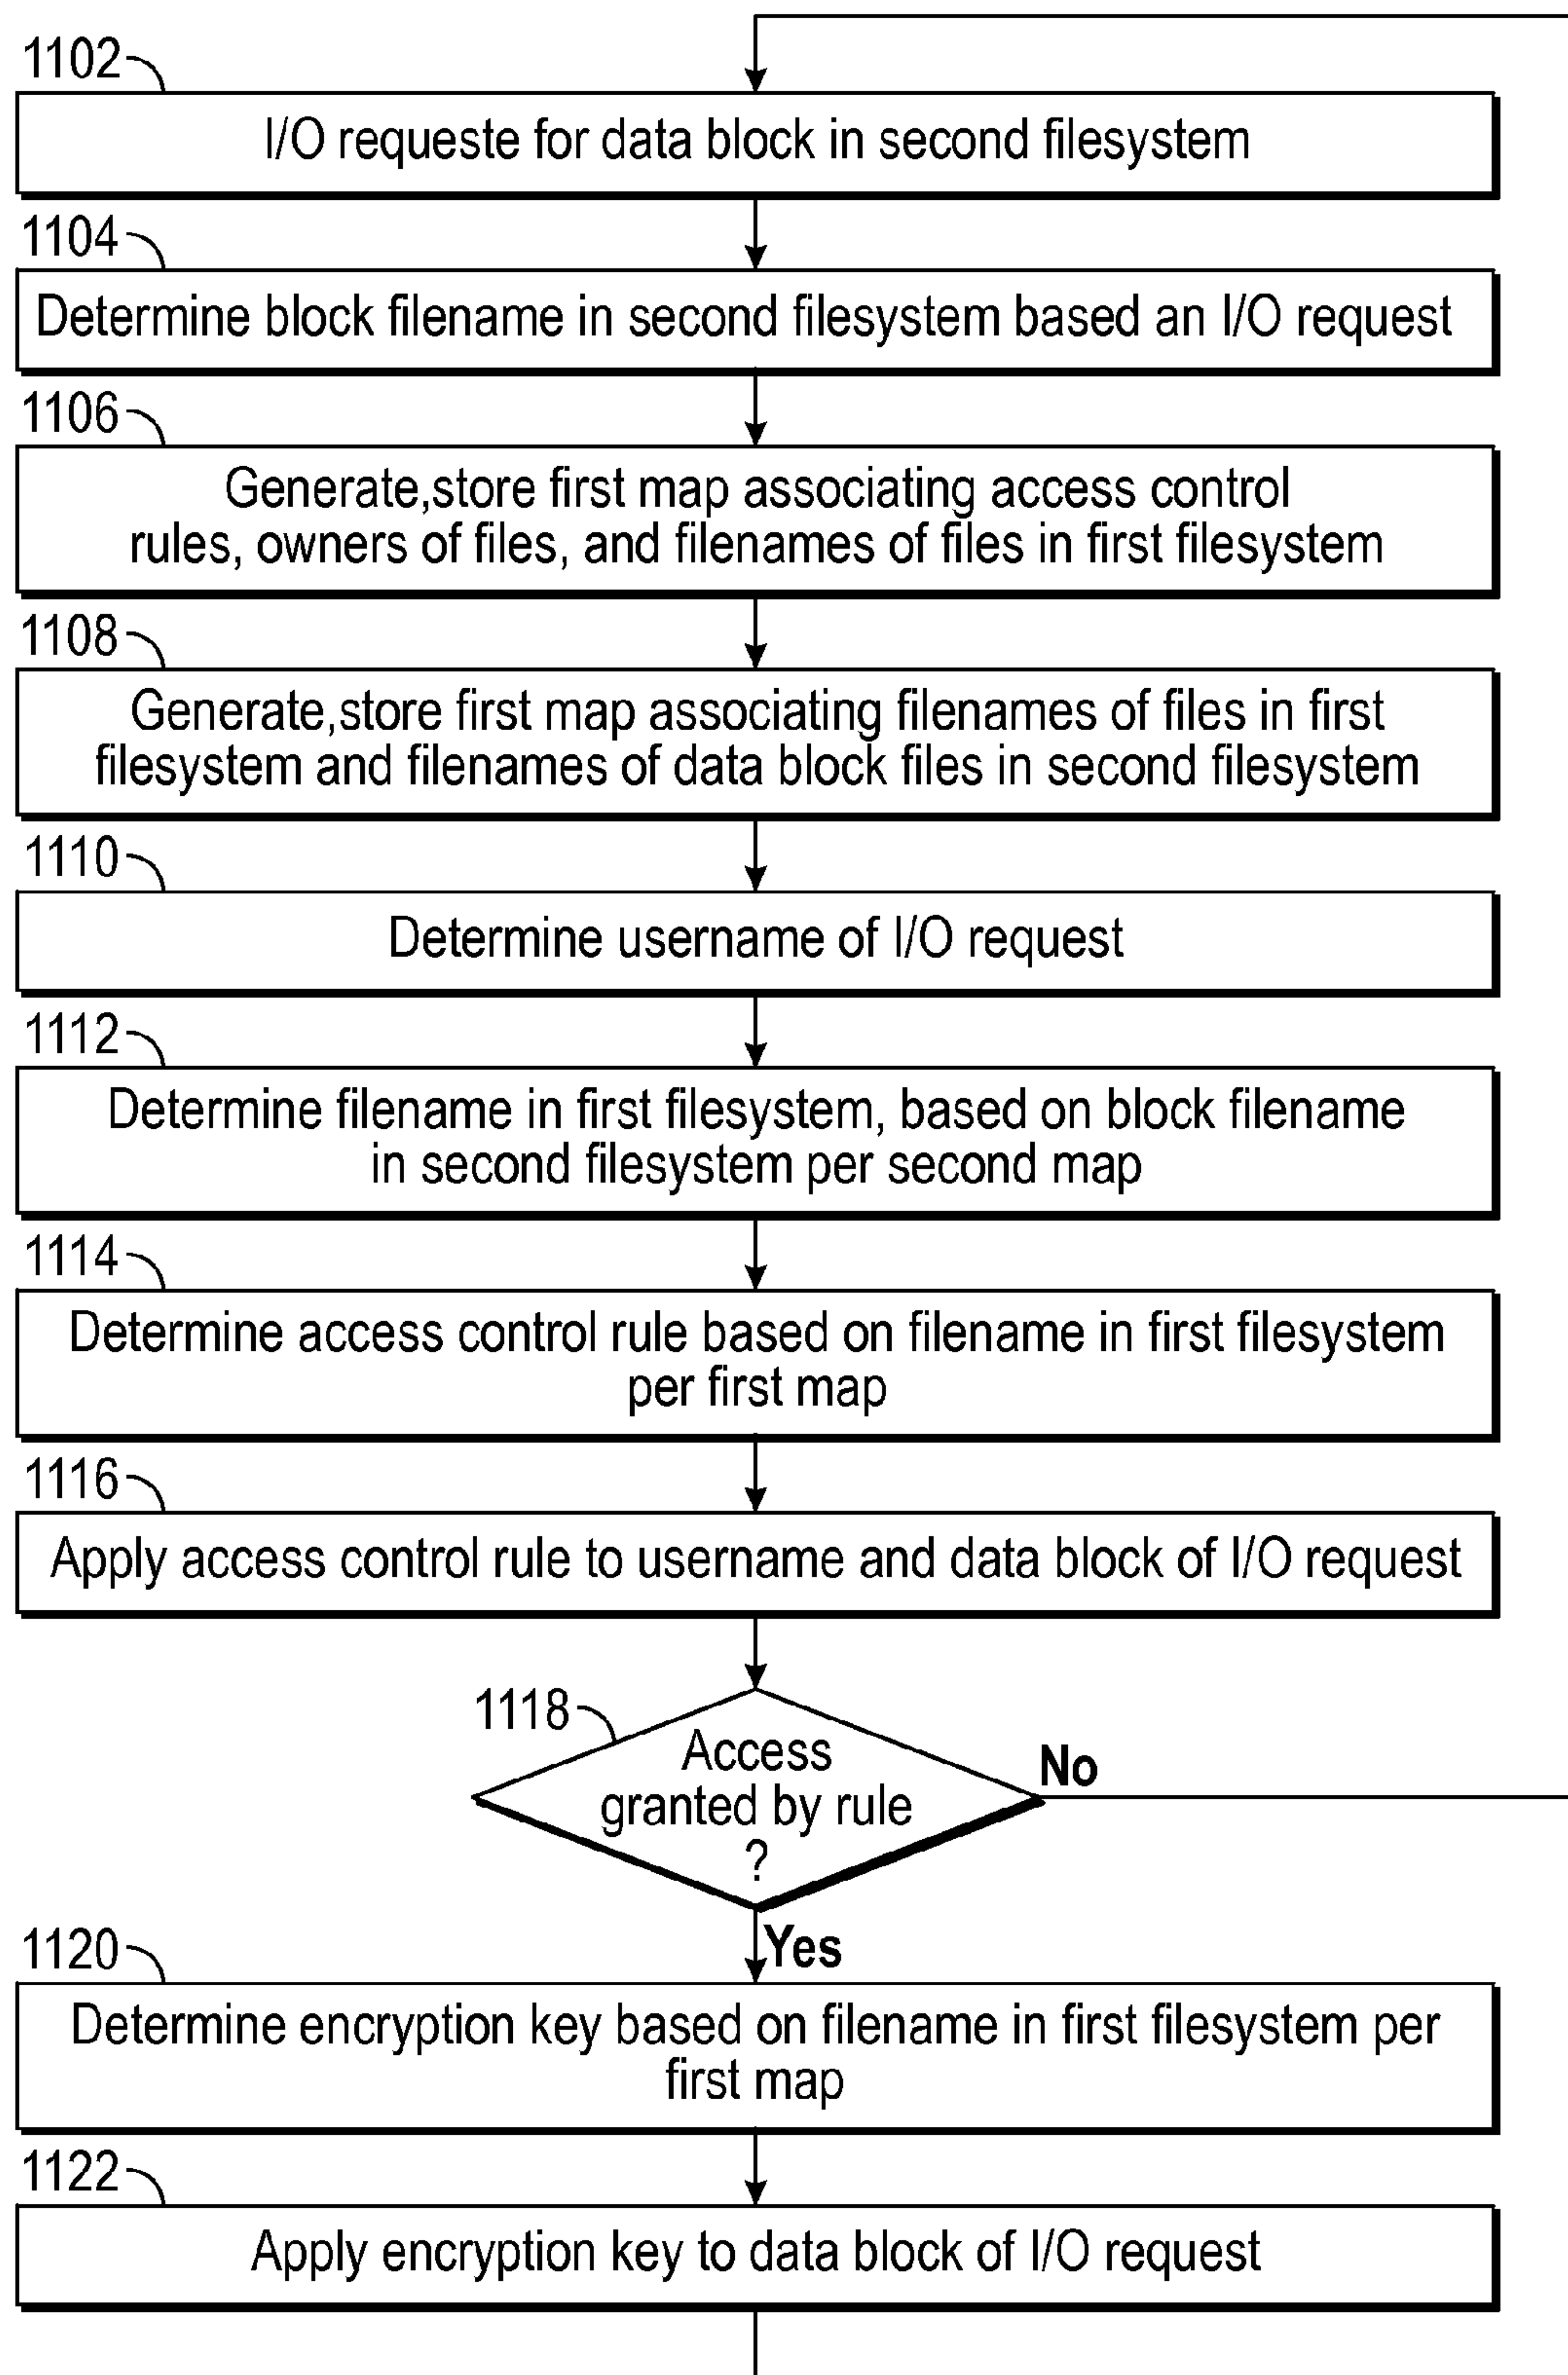 1102
I/O requeste for data block in second filesystem
1104
Determine block filename in second filesystem based an I/O request
1106
Generate,store first map associating access control
rules, owners of files, and filenames of files in first filesystem
1108
Generate,store first map associating filenames of files in first
filesystem and filenames of data block files in second filesystem
1110
Determine username of I/O request
1112
Determine filename in first filesystem, based on block filename
in second filesystem per second map
1114
Determine access control rule based on filename in first filesystem
per first map
1116
Apply access control rule to username and data block of I/O request
1118
Access
granted by rule
?
No
Yes
1120
Determine encryption key based on filename in first filesystem per
first map
1122
Apply encryption key to data block of I/O request